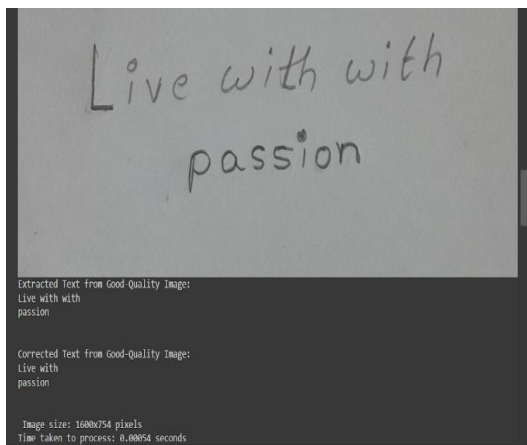 Live with with
passion
Extracted Text from Good-Quality Image:
Live with with
passion
Corrected Text from Good-Quality Image:
Live with
passion
Image size: 1600x754 pixels
Time taken to process: 0.00054 seconds